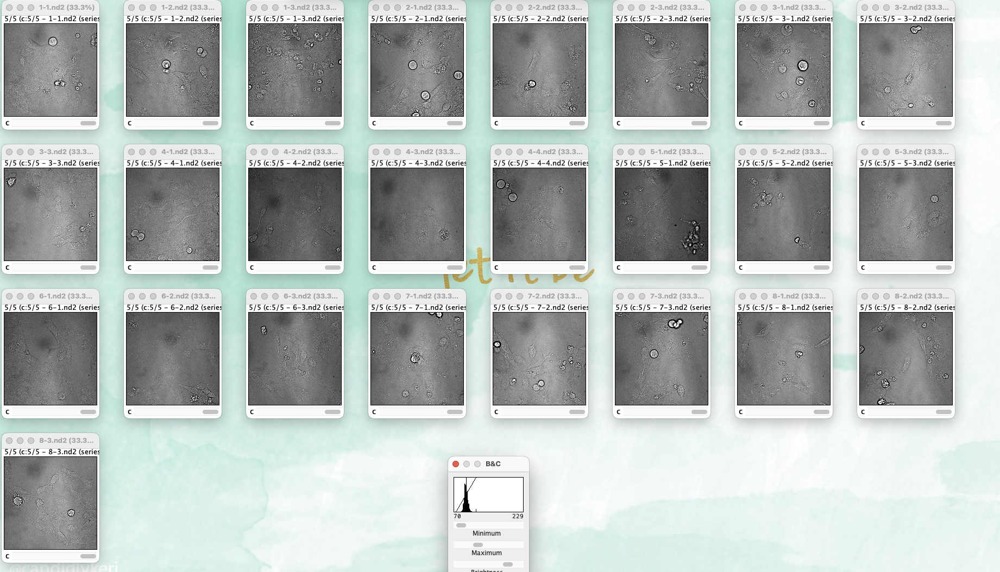 1-1.nd2 (33.3%)
5/5 (c:5/5 - 1-1.nd2 (series
C
1-2.nd2 (33.3...
5/5 (c:5/5 - 1-2.nd2 (series
C
1-3.nd2 (33.3...
5/5 (c:5/5 - 1-3.nd2 (series
C
2-1.nd2 (33.3...
5/5 (c:5/5 - 2-1.nd2 (series
C
2-2.nd2 (33.3...
5/5 (c:5/5 - 2-2.nd2 (series
C
2-3.nd2 (33.3...
5/5 (c:5/5 - 2-3.nd2 (series
C
3-1.nd2 (33.3...
5/5 (c:5/5 - 3-1.nd2 (series
C
3-2.nd2 (33.3...
5/5 (c:5/5 - 3-2.nd2 (series
C
3-3.nd2 (33.3...
5/5 (c:5/5 - 3-3.nd2 (series
C
4-1.nd2 (33.3...
5/5 (c:5/5 - 4-1.nd2 (series
C
4-2.nd2 (33.3...
5/5 (c:5/5 - 4-2.nd2 (series
C
4-3.nd2 (33.3...
5/5 (c:5/5 - 4-3.nd2 (series
C
4-4.nd2 (33.3...
5/5 (c:5/5 - 4-4.nd2 (series
C
5-1.nd2 (33.3...
5/5 (c:5/5 - 5-1.nd2 (series
C
5-2.nd2 (33.3...
5/5 (c:5/5 - 5-2.nd2 (series
C
5-3.nd2 (33.3...
5/5 (c:5/5 - 5-3.nd2 (series
C
let it be
6-1.nd2 (33.3...
5/5 (c:5/5 - 6-1.nd2 (series
C
6-2.nd2 (33.3...
5/5 (c:5/5 - 6-2.nd2 (series
C
6-3.nd2 (33.3...
5/5 (c:5/5 - 6-3.nd2 (series
C
7-1.nd2 (33.3...
5/5 (c:5/5 - 7-1.nd2 (series
C
7-2.nd2 (33.3...
5/5 (c:5/5 - 7-2.nd2 (series
C
7-3.nd2 (33.3...
5/5 (c:5/5 - 7-3.nd2 (series
C
8-1.nd2 (33.3...
5/5 (c:5/5 - 8-1.nd2 (series
C
8-2.nd2 (33.3...
5/5 (c:5/5 - 8-2.nd2 (series
C
8-3.nd2 (33.3...
5/5 (c:5/5 - 8-3.nd2 (series
C
@candidlykeri
B&C
70 229
Minimum
Maximum
Brightness